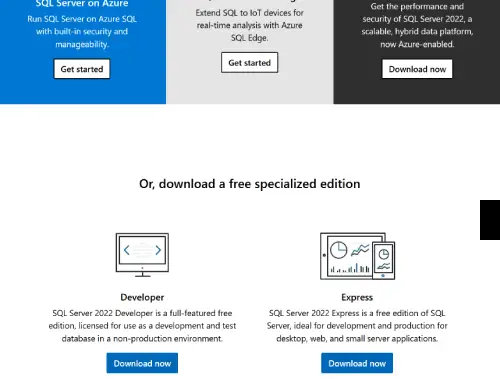 SQL Server on Azure
Run SQL Server on Azure SQL
with built-in security and
manageability.
Get started
Extend SQL to IoT devices for
real-time analysis with Azure
SQL Edge.
Get started
Get the performance and
security of SQL Server 2022, a
scalable, hybrid data platform,
now Azure-enabled.
Download now
Or, download a free specialized edition
Developer
SQL Server 2022 Developer is a full-featured free
edition, licensed for use as a development and test
database in a non-production environment.
Download now
Express
SQL Server 2022 Express is a free edition of SQL
Server, ideal for development and production for
desktop, web, and small server applications.
Download now